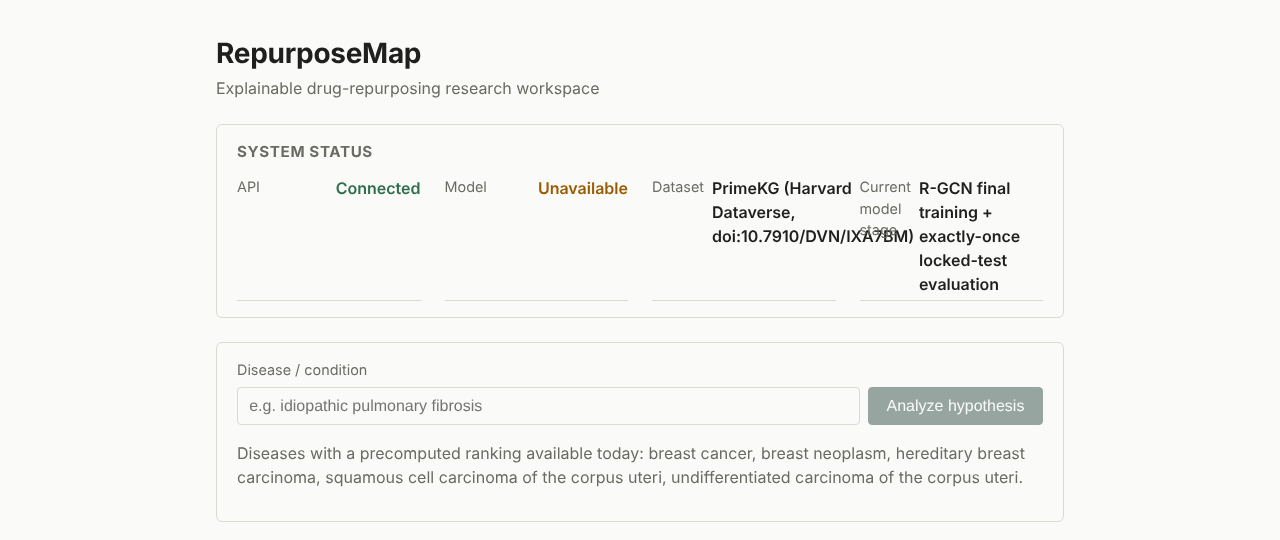 RepurposeMap
Explainable drug-repurposing research workspace
SYSTEM STATUS
API
Connected
Model
Unavailable
Dataset
PrimeKG (Harvard
Dataverse,
doi:10.7910/DVN/IXA7BM)
Current
model
stage
R-GCN final
training +
exactly-once
locked-test
evaluation
Disease / condition
e.g. idiopathic pulmonary fibrosis
Analyze hypothesis
Diseases with a precomputed ranking available today: breast cancer, breast neoplasm, hereditary breast
carcinoma, squamous cell carcinoma of the corpus uteri, undifferentiated carcinoma of the corpus uteri.